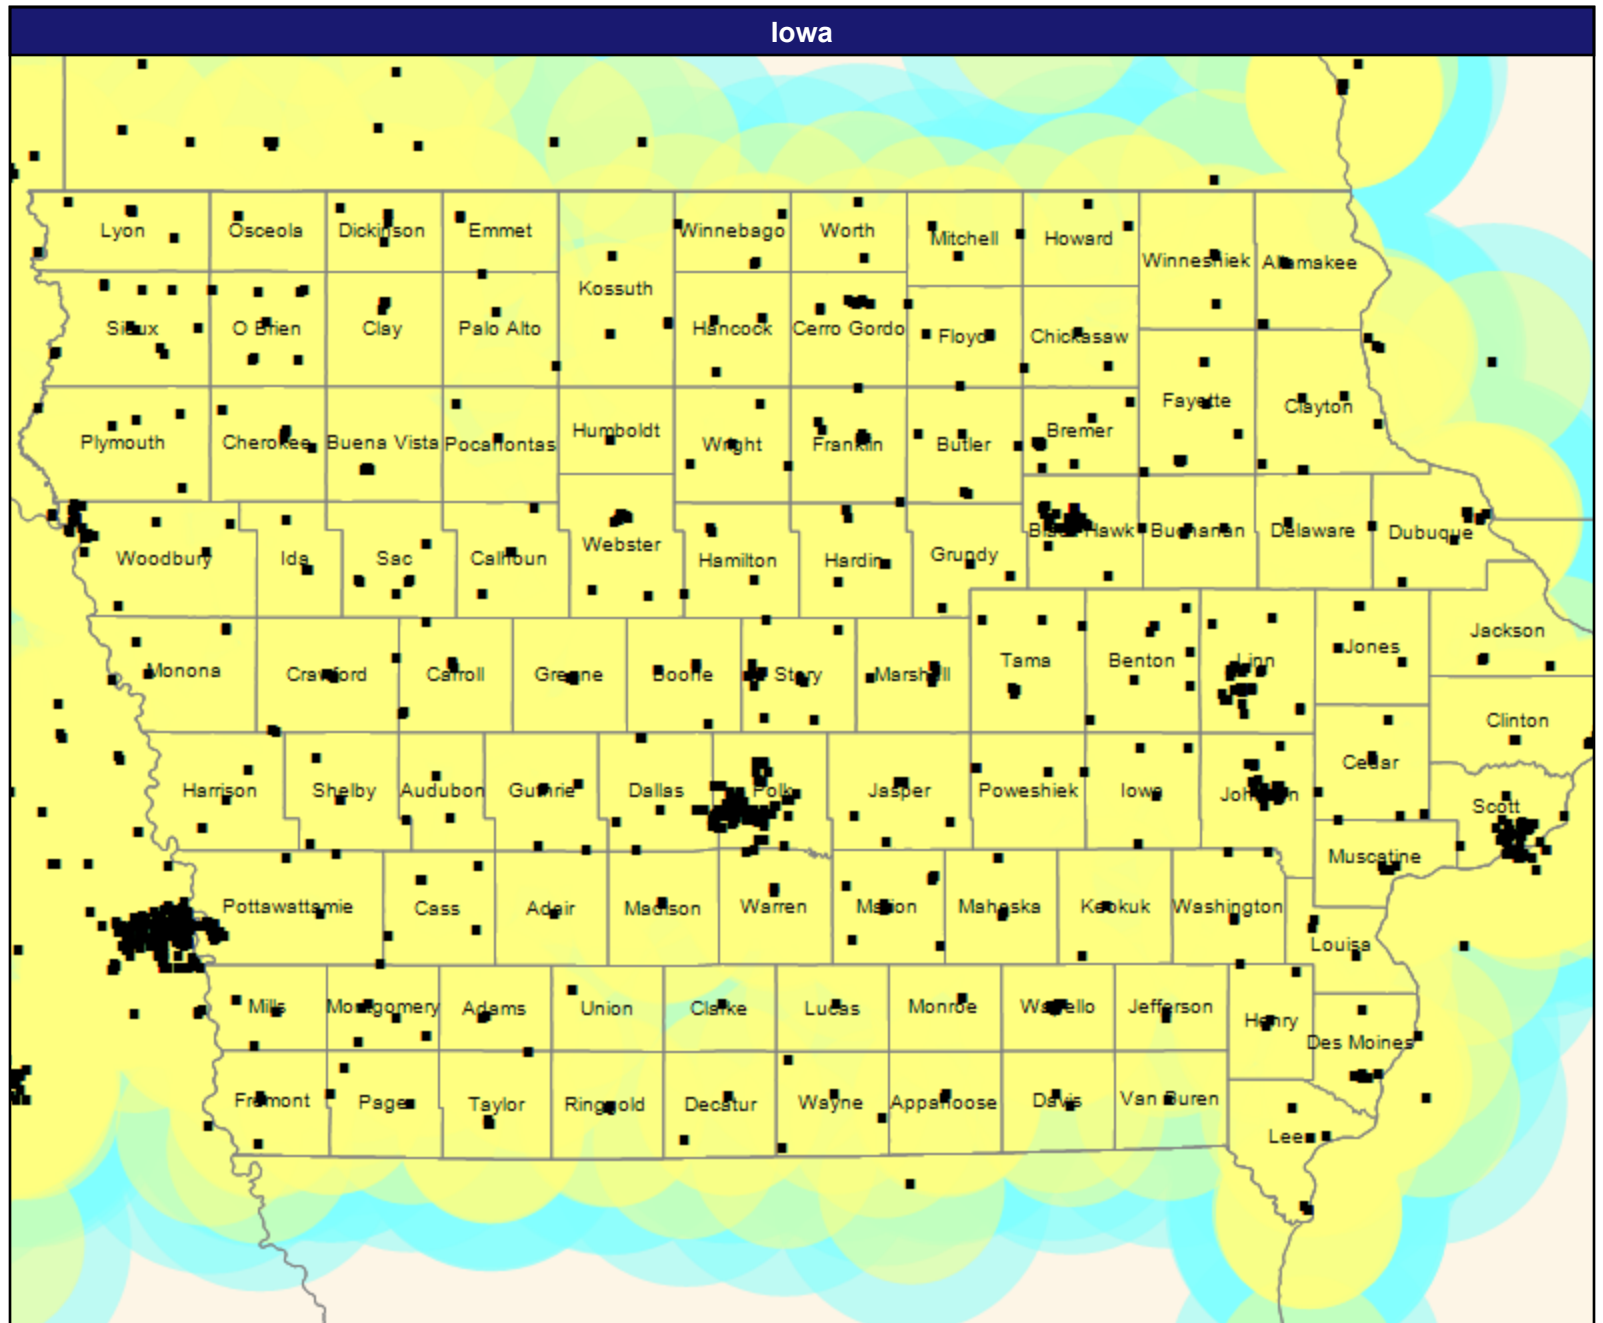 Iowa
Lyon
Osceola
Dickinson
Emmet
Winnebago
Worth
Mitchell
Howard
Winneshiek
Allamakee
Kossuth
Sioux
O Brien
Clay
Palo Alto
Hancock
Cerro Gordo
Floyd
Chickasaw
Fayette
Clayton
Plymouth
Cherokee
Buena Vista
Pocahontas
Humboldt
Wright
Franklin
Butler
Bremer
Woodbury
Ida
Sac
Calhoun
Webster
Hamilton
Hardin
Grundy
Black Hawk
Buchanan
Delaware
Dubuque
Monona
Crawford
Carroll
Greene
Boone
Story
Marshall
Tama
Benton
Linn
Jones
Jackson
Clinton
Harrison
Shelby
Audubon
Guthrie
Dallas
Polk
Jasper
Poweshiek
Iowa
Johnson
Cedar
Scott
Muscatine
Pottawattamie
Cass
Adair
Madison
Warren
Marion
Mahaska
Keokuk
Washington
Louisa
Mills
Montgomery
Adams
Union
Clarke
Lucas
Monroe
Wapello
Jefferson
Henry
Des Moines
Fremont
Page
Taylor
Ringgold
Decatur
Wayne
Appanoose
Davis
Van Buren
Lee